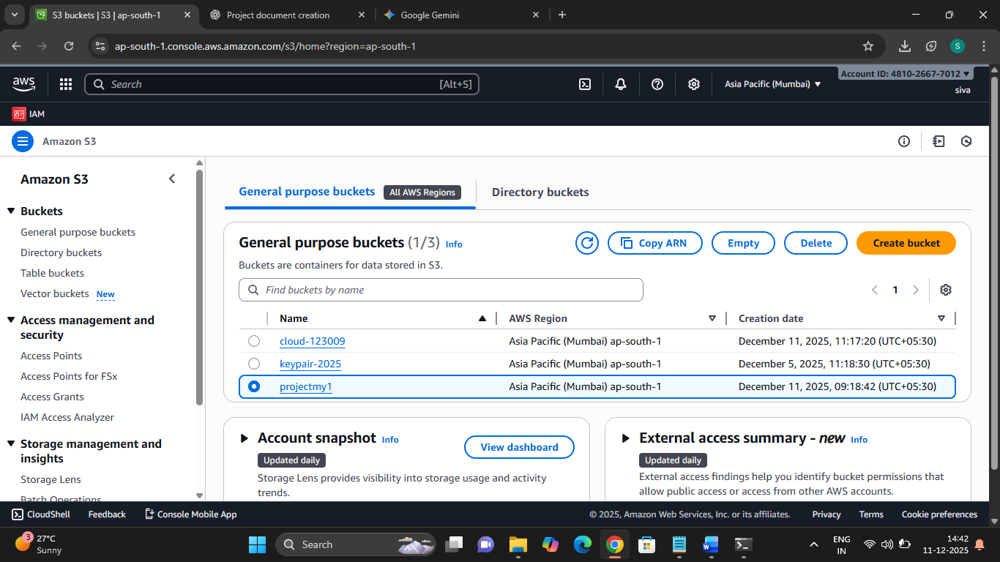 S3 buckets | S3 | ap-south-1
Project document creation
Google Gemini
ap-south-1.console.aws.amazon.com/s3/home?region=ap-south-1
S
aws
Search
[Alt+S]
Asia Pacific (Mumbai)
Account ID: 4810-2667-7012
siva
IAM
Amazon S3
Amazon S3
Buckets
General purpose buckets
Directory buckets
Table buckets
Vector buckets New
Access management and
security
Access Points
Access Points for FSx
Access Grants
IAM Access Analyzer
Storage management and
insights
Storage Lens
Batch Operations
General purpose buckets All AWS Regions
Directory buckets
General purpose buckets (1/3) Info
Copy ARN
Empty
Delete
Create bucket
Buckets are containers for data stored in S3.
Find buckets by name
1
Name AWS Region Creation date
cloud-123009 Asia Pacific (Mumbai) ap-south-1 December 11, 2025, 11:17:20 (UTC+05:30)
keypair-2025 Asia Pacific (Mumbai) ap-south-1 December 5, 2025, 11:18:30 (UTC+05:30)
projectmy1 Asia Pacific (Mumbai) ap-south-1 December 11, 2025, 09:18:42 (UTC+05:30)
Account snapshot Info
View dashboard
Updated daily
Storage Lens provides visibility into storage usage and activity
trends.
External access summary - new Info
Updated daily
External access findings help you identify bucket permissions that
allow public access or access from other AWS accounts.
CloudShell Feedback Console Mobile App
© 2025, Amazon Web Services, Inc. or its affiliates. Privacy Terms Cookie preferences
3
27°C
Sunny
Search
ENG
IN
14:42
11-12-2025